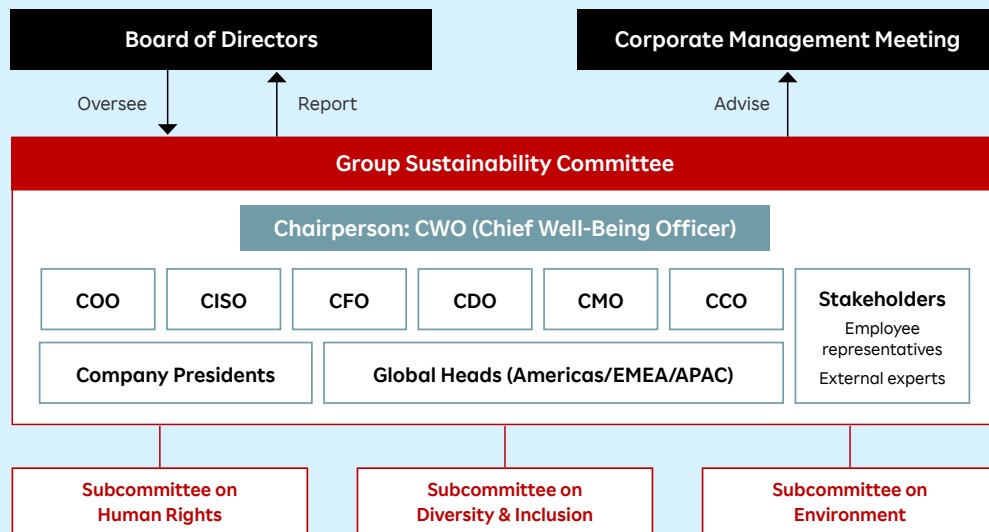 Board of Directors
Corporate Management Meeting
Oversee
Report
Advise
Group Sustainability Committee
Chairperson: CWO (Chief Well-Being Officer)
COO
CISO
CFO
CDO
CMO
CCO
Stakeholders
Employee
representatives
External experts
Company Presidents
Global Heads (Americas/EMEA/APAC)
Subcommittee on
Human Rights
Subcommittee on
Diversity & Inclusion
Subcommittee on
Environment